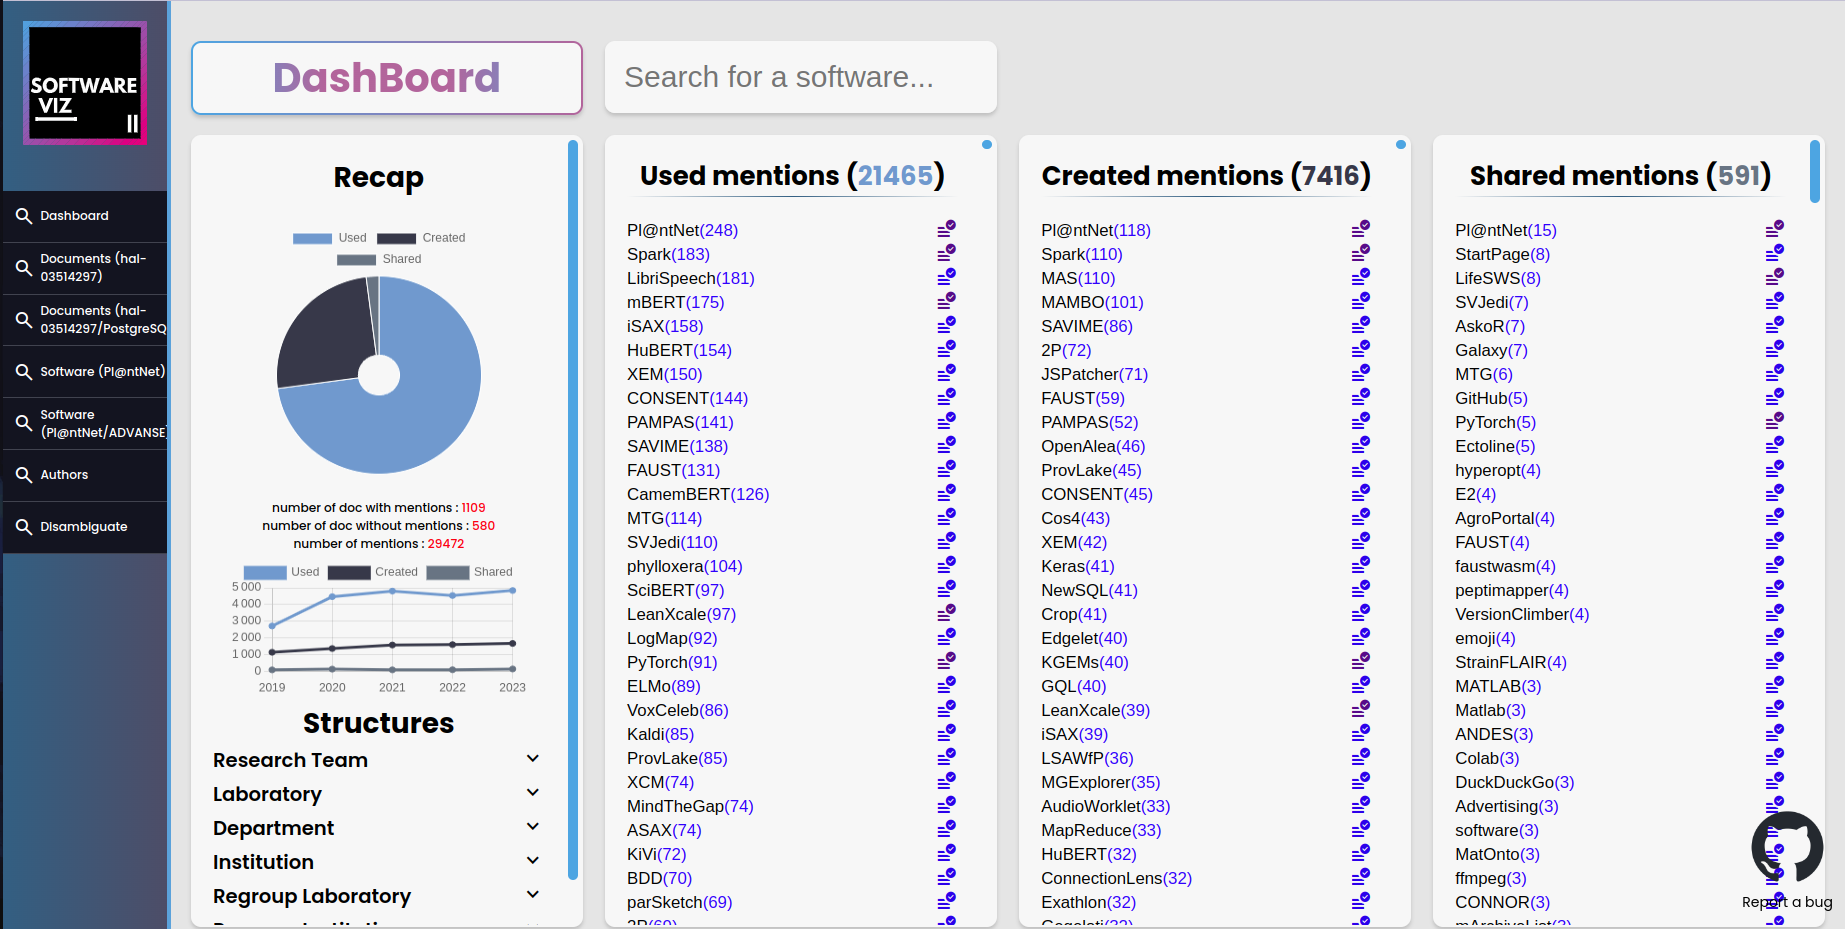 SOFTWARE
VIZ
Dashboard
Documents (hal-
03514297)
Documents (hal-
03514297/PostgreSQ
Software (Pl@ntNet)
Software
(Pl@ntNet/ADVANSE
Authors
Disambiguate
DashBoard
Search for a software...
Recap
Used Created
Shared
number of doc with mentions : 1109
number of doc without mentions : 580
number of mentions : 29472
Used Created Shared
5 000
4 000
3 000
2 000
1 000
0
2019 2020 2021 2022 2023
Structures
Research Team
Laboratory
Department
Institution
Regroup Laboratory
Used mentions (21465)
Pl@ntNet(248)
Spark(183)
LibriSpeech(181)
mBERT(175)
iSAX(158)
HuBERT(154)
XEM(150)
CONSENT(144)
PAMPAS(141)
SAVIME(138)
FAUST(131)
CamemBERT(126)
MTG(114)
SVJedi(110)
phylloxera(104)
SciBERT(97)
LeanXcale(97)
LogMap(92)
PyTorch(91)
ELMo(89)
VoxCeleb(86)
Kaldi(85)
ProvLake(85)
XCM(74)
MindTheGap(74)
ASAX(74)
KiVi(72)
BDD(70)
parSketch(69)
Created mentions (7416)
Pl@ntNet(118)
Spark(110)
MAS(110)
MAMBO(101)
SAVIME(86)
2P(72)
JSPatcher(71)
FAUST(59)
PAMPAS(52)
OpenAlea(46)
ProvLake(45)
CONSENT(45)
Cos4(43)
XEM(42)
Keras(41)
NewSQL(41)
Crop(41)
Edgelet(40)
KGEMs(40)
GQL(40)
LeanXcale(39)
iSAX(39)
LSAWfP(36)
MGExplorer(35)
AudioWorklet(33)
MapReduce(33)
HuBERT(32)
ConnectionLens(32)
Exathlon(32)
Shared mentions (591)
Pl@ntNet(15)
StartPage(8)
LifeSWS(8)
SVJedi(7)
AskoR(7)
Galaxy(7)
MTG(6)
GitHub(5)
PyTorch(5)
Ectoline(5)
hyperopt(4)
E2(4)
AgroPortal(4)
FAUST(4)
faustwasm(4)
peptimapper(4)
VersionClimber(4)
emoji(4)
StrainFLAIR(4)
MATLAB(3)
Matlab(3)
ANDES(3)
Colab(3)
DuckDuckGo(3)
Advertising(3)
software(3)
MatOnto(3)
ffmpeg(3)
CONNOR(3)
Report a bug